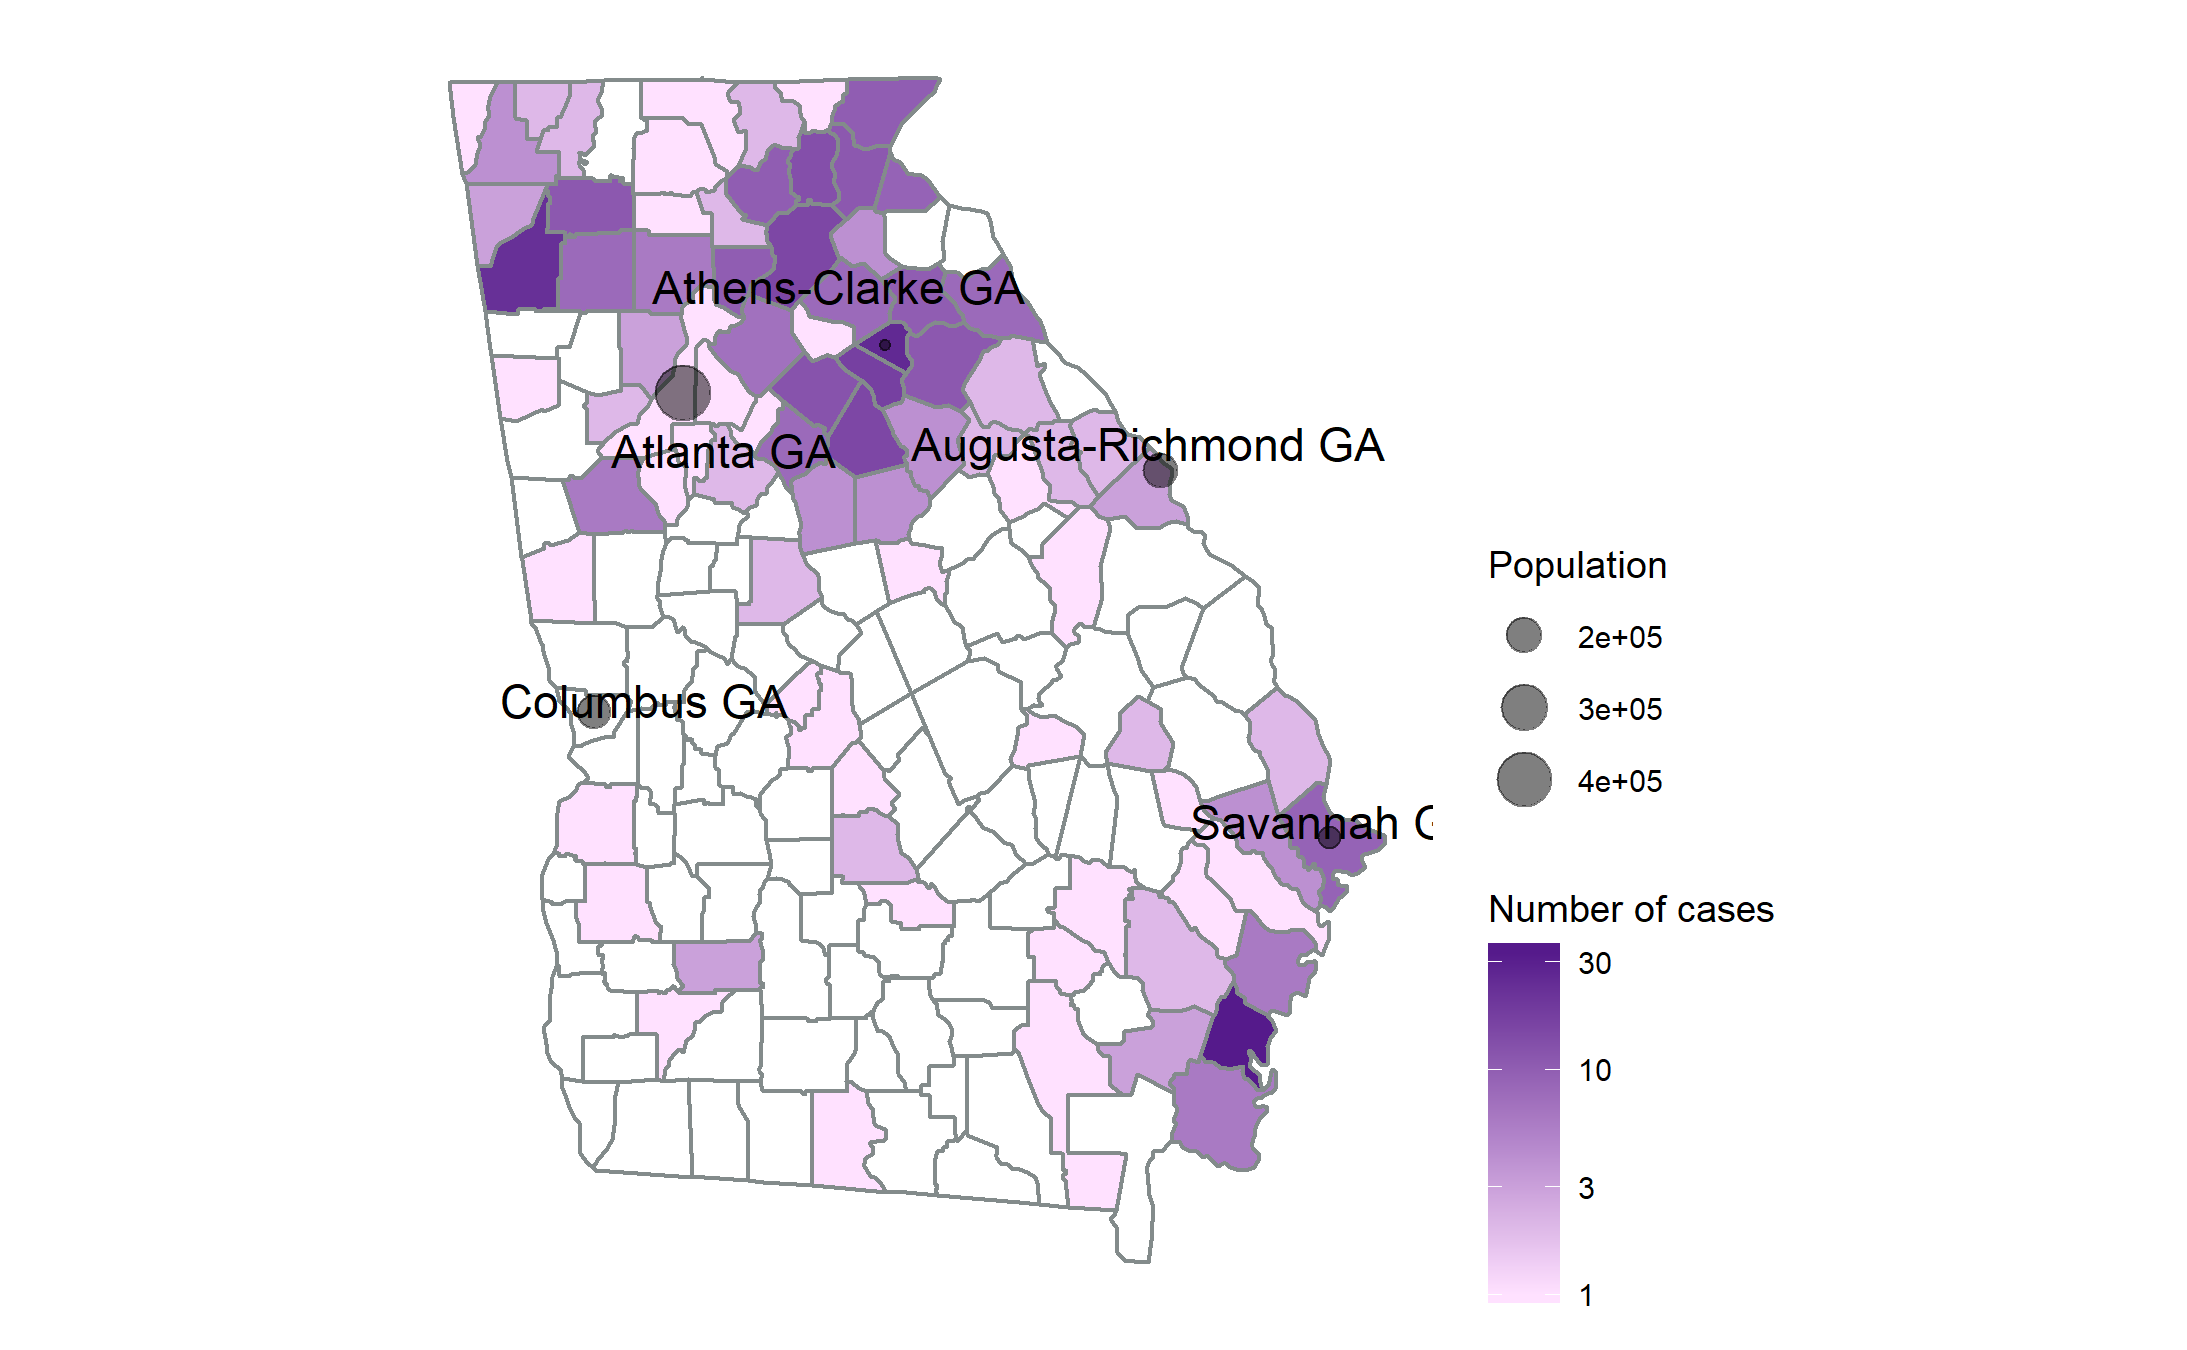 Athens-Clarke GA
Atlanta GA
Augusta-Richmond GA
Columbus GA
Savannah G
Population
2e+05
3e+05
4e+05
Number of cases
30
10
3
1